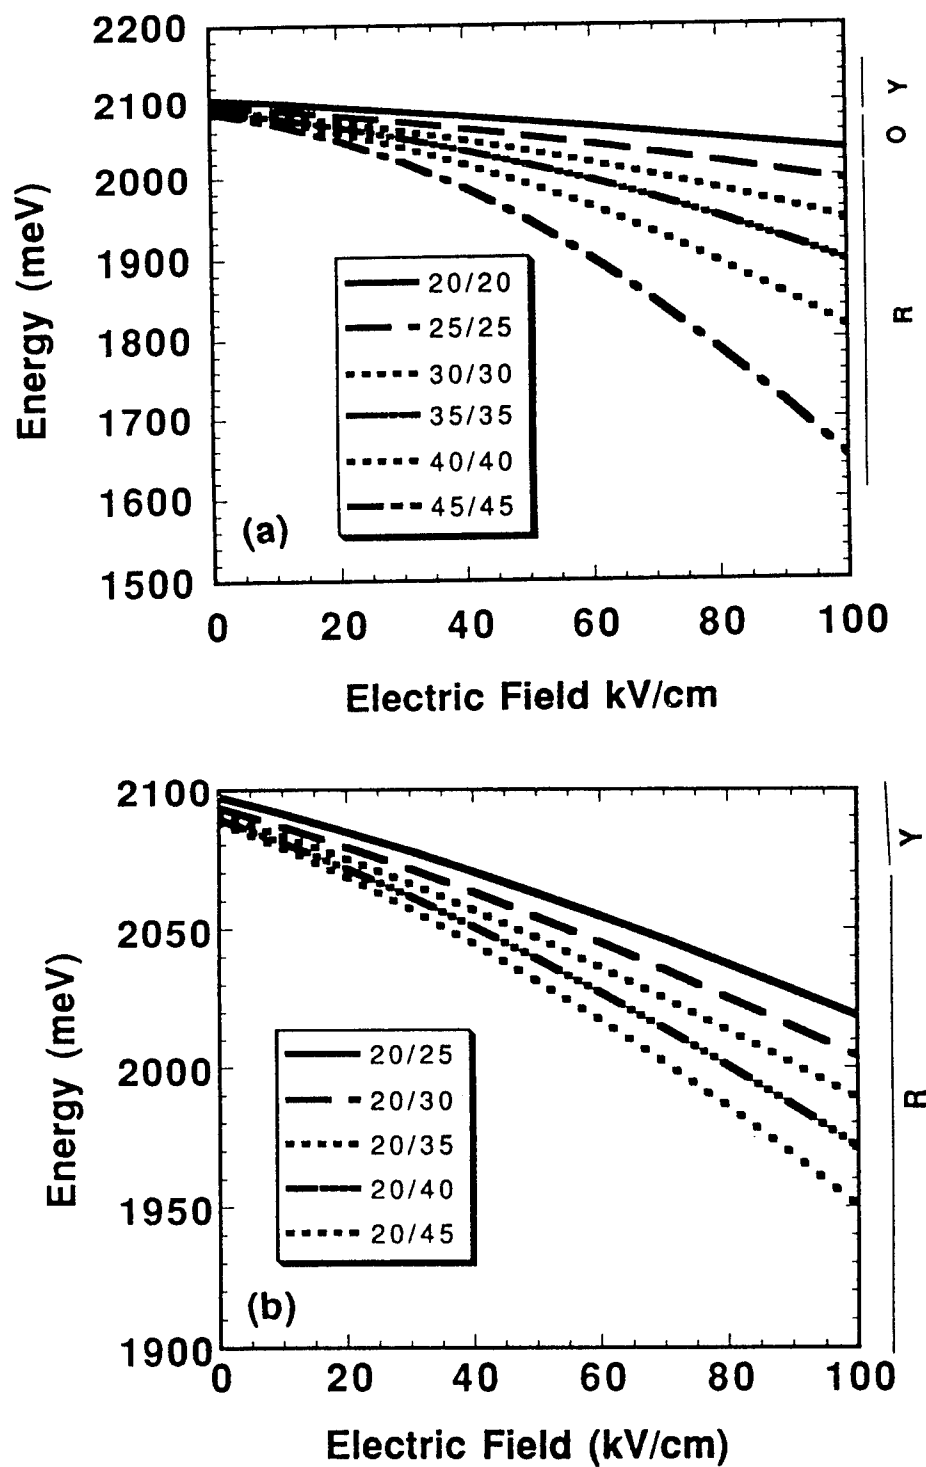 2200
2100
2000
1900
1800
1700
1600
1500
Energy (meV)
20/20
25/25
30/30
35/35
40/40
45/45
(a)
0 20 40 60 80 100
Electric Field kV/cm
Y
O
R
2100
2050
2000
1950
1900
Energy (meV)
20/25
20/30
20/35
20/40
20/45
(b)
0 20 40 60 80 100
Electric Field (kV/cm)
Y
R